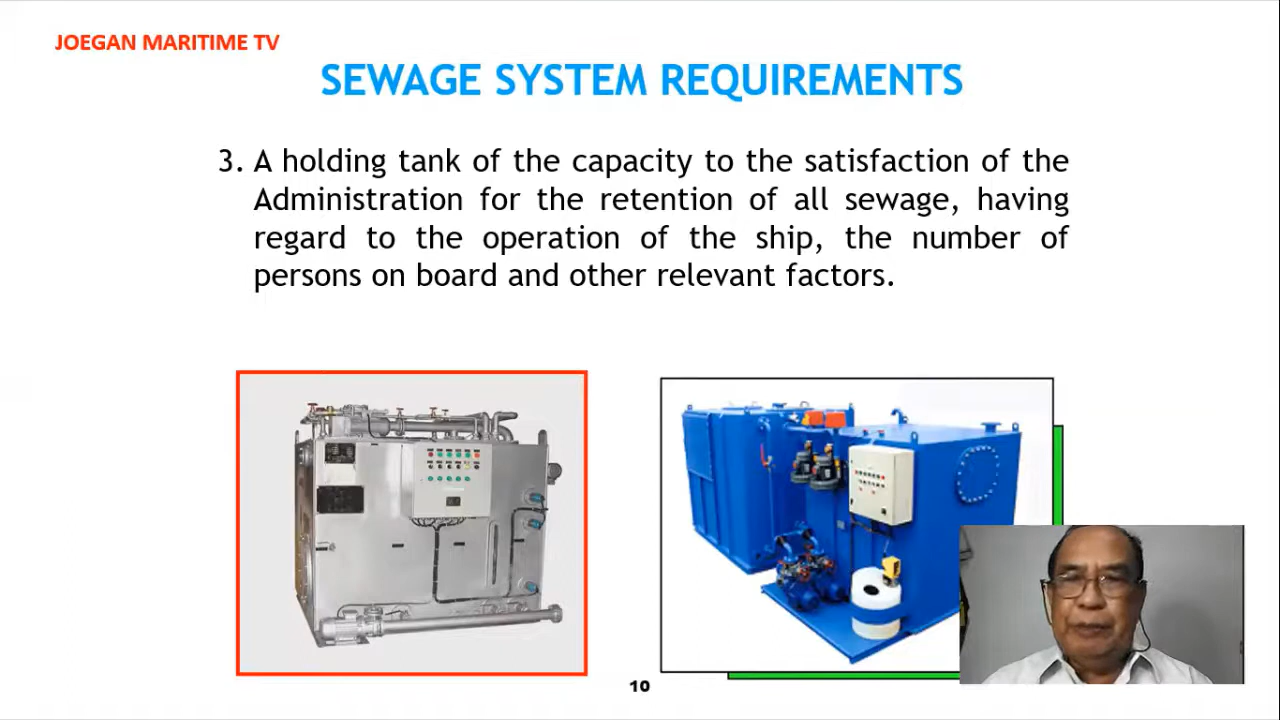 JOEGAN MARITIME TV
SEWAGE SYSTEM REQUIREMENTS
3. A holding tank of the capacity to the satisfaction of the
Administration for the retention of all sewage, having
regard to the operation of the ship, the number of
persons on board and other relevant factors.
10